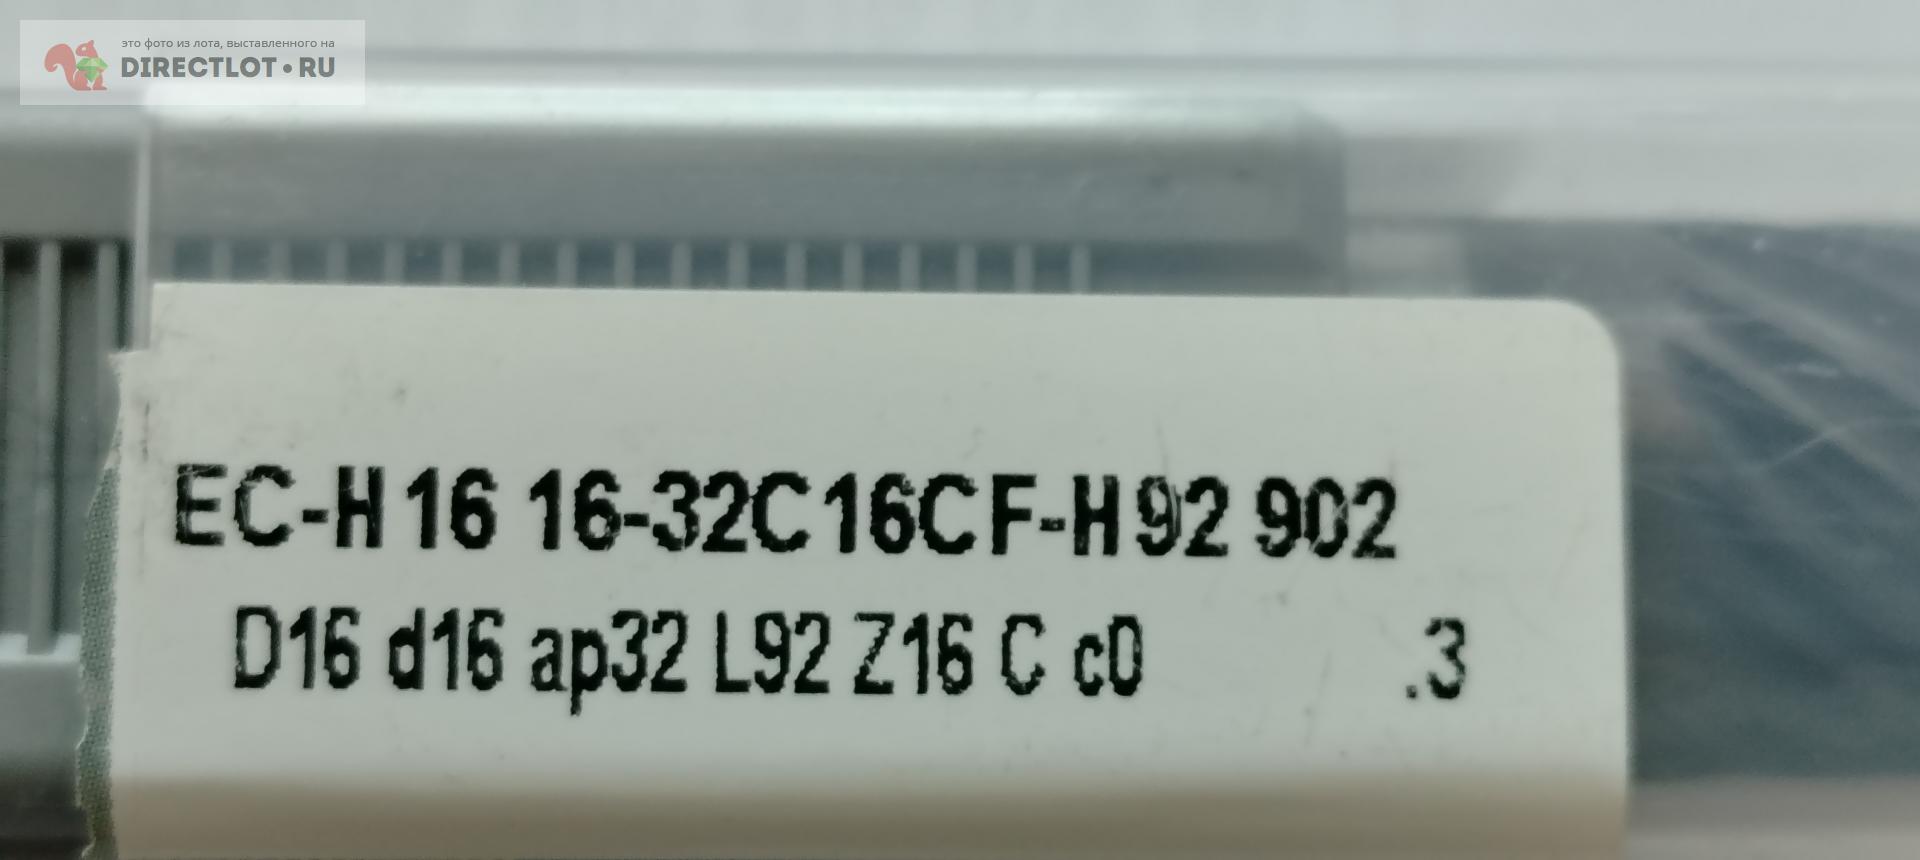 это фото из лота, выставленного на
DIRECTLOT•RU
EC-H 16 16-32C16CF-H92 902
D16 d16 ap32 L92 Z16 C c0 .3